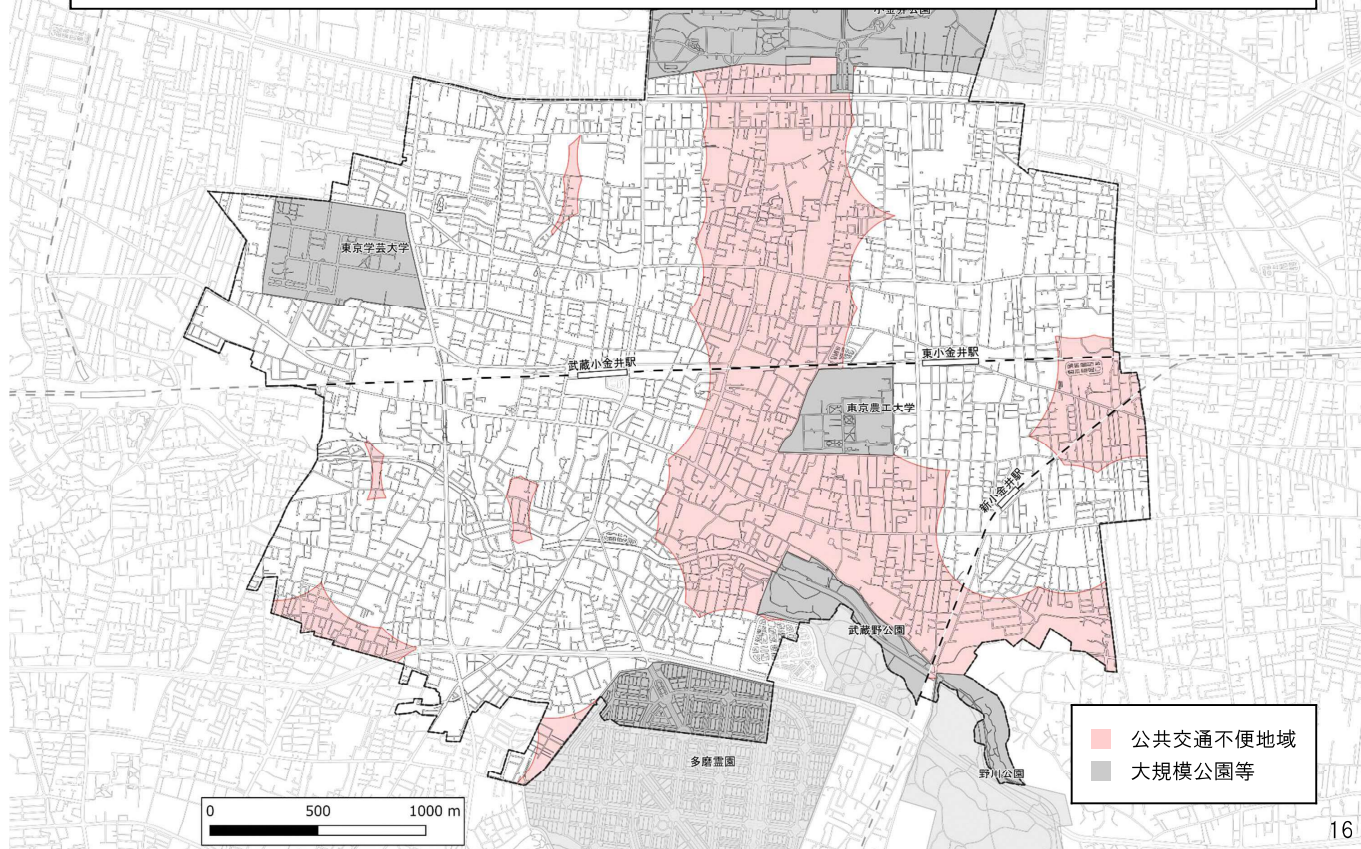 小金井公園
東京学芸大学
武蔵小金井駅
東小金井駅
東京農工大学
新小金井駅
武蔵野公園
多磨霊園
野川公園
公共交通不便地域
大規模公園等
0 500 1000 m
16